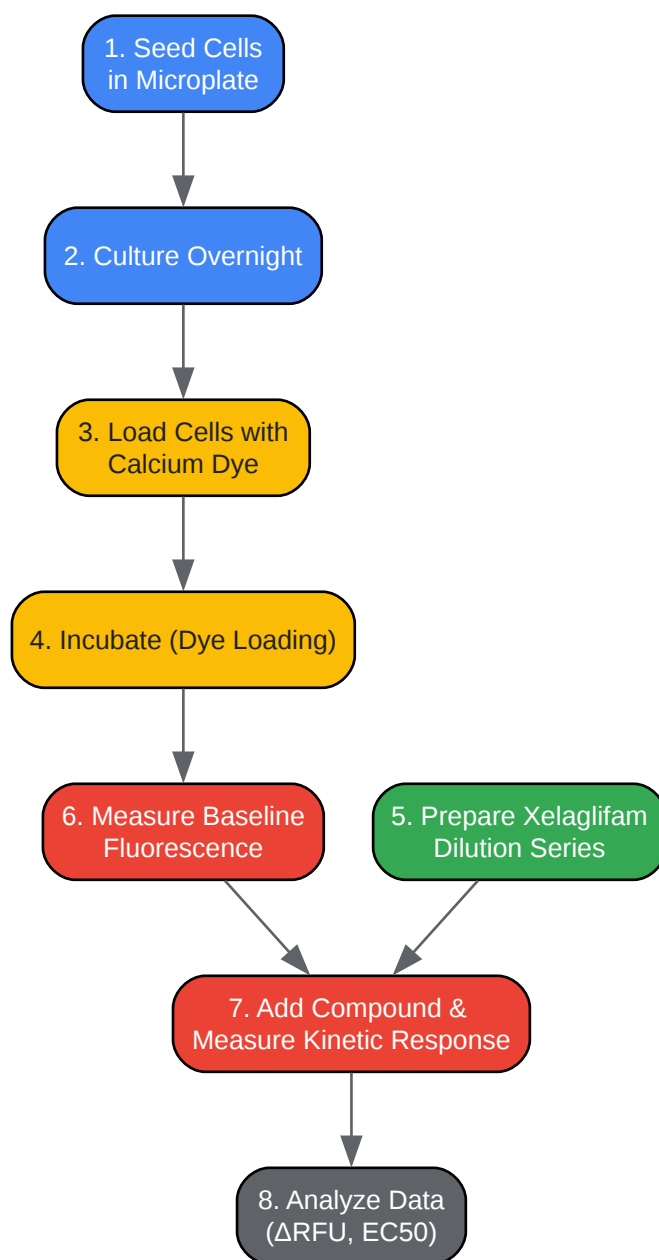 1. Seed Cells
in Microplate
2. Culture Overnight
3. Load Cells with
Calcium Dye
4. Incubate (Dye Loading)
6. Measure Baseline
Fluorescence
5. Prepare Xelaglifam
Dilution Series
7. Add Compound &
Measure Kinetic Response
8. Analyze Data
(ΔRFU, EC50)